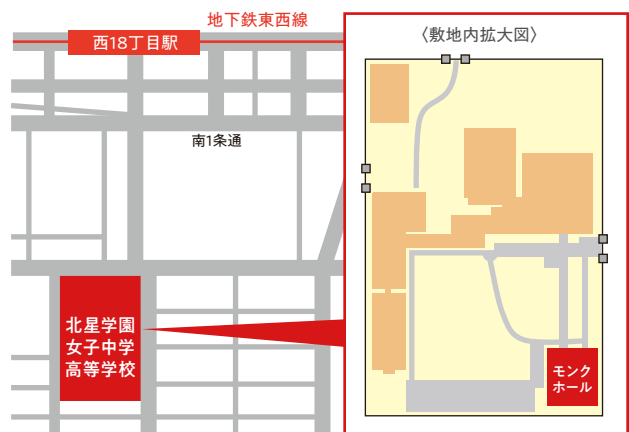 地下鉄東西線
西18丁目駅
南1条通
北星学園
女子中学
高等学校
〈敷地内拡大図〉
モンク
ホール